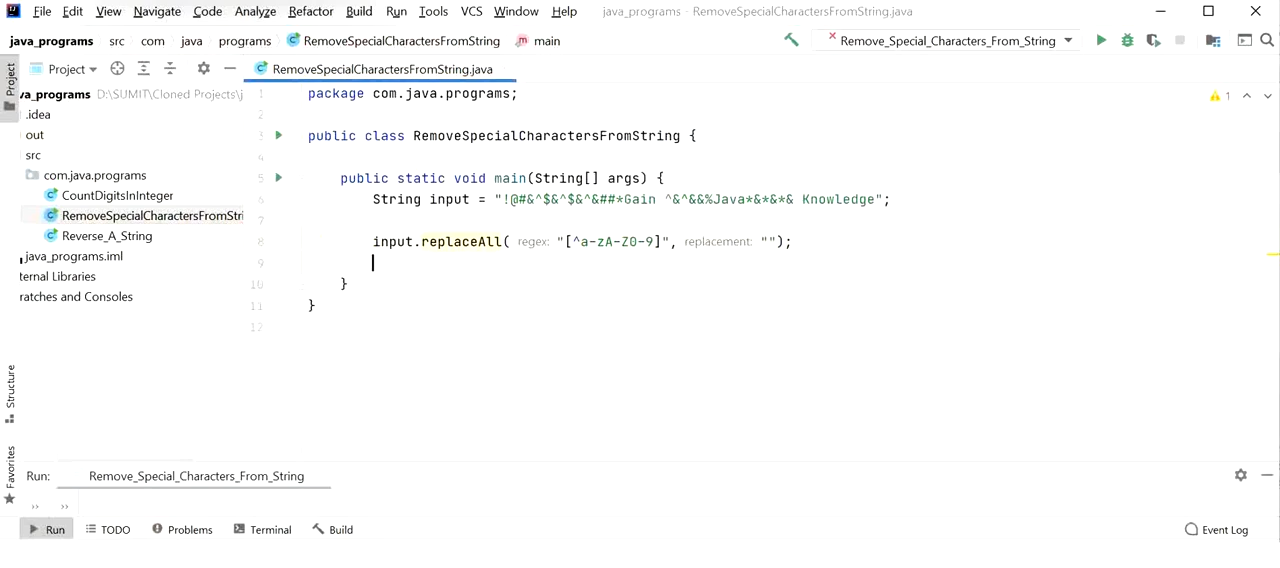 File Edit View Navigate Code Analyze Refactor Build Run Tools VCS Window Help java_programs - RemoveSpecialCharactersFromString.java
java_programs src com java programs RemoveSpecialCharactersFromString main Remove_Special_Characters_From_String
Project RemoveSpecialCharactersFromString.java
Project
va_programs D:\SUMIT\Cloned Projects\j
.idea
out
src
com.java.programs
CountDigitsInInteger
RemoveSpecialCharactersFromStri
Reverse_A_String
java_programs.iml
ternal Libraries
ratches and Consoles
1 package com.java.programs;
2
3 public class RemoveSpecialCharactersFromString {
4
5 public static void main(String[] args) {
6 String input = "!@#&^$&^$&^&##*Gain ^&^&&%Java*&*&*& Knowledge";
7
8 input.replaceAll( regex: "[^a-zA-Z0-9]", replacement: "");
9
10 }
11 }
12
1
Structure
Favorites
Run: Remove_Special_Characters_From_String
Run TODO Problems Terminal Build Event Log